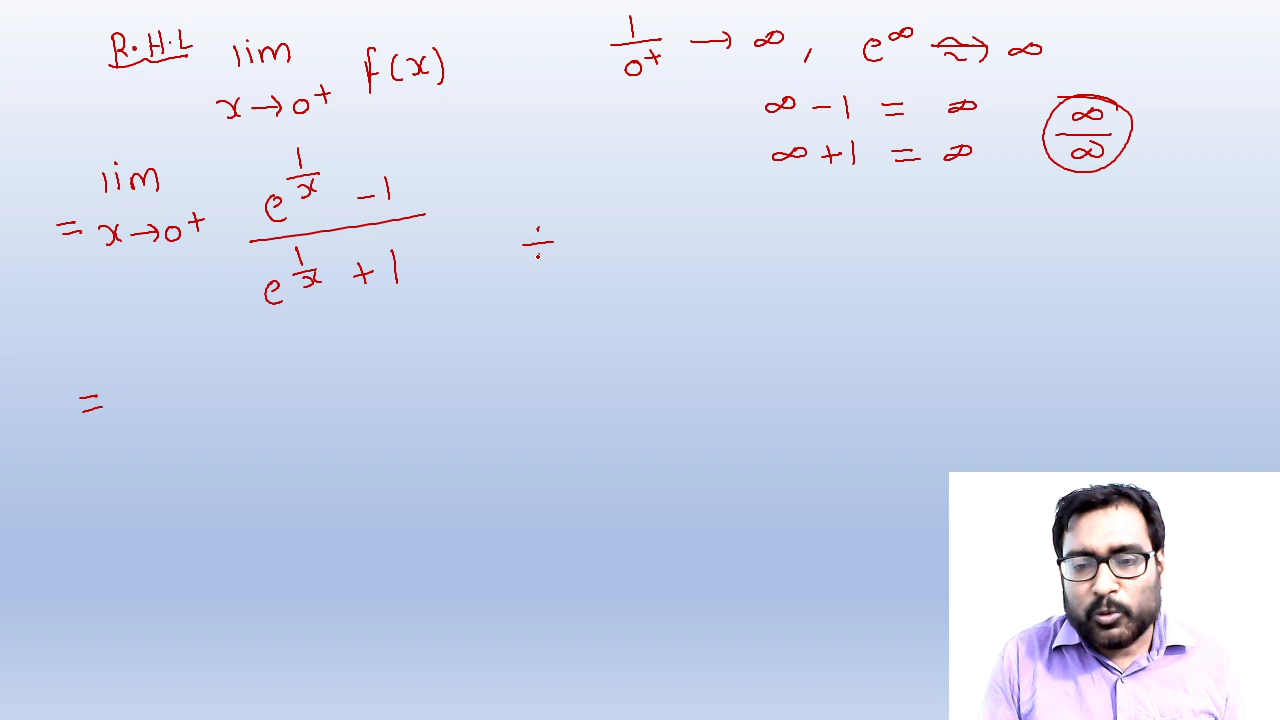 R.H.L lim x→0⁺ f(x)
= lim x→0⁺ (e^(1/x) − 1)/(e^(1/x) + 1) ÷
=
1/0⁺ → ∞, e^∞ → ∞
∞ − 1 = ∞
∞ + 1 = ∞
∞/∞